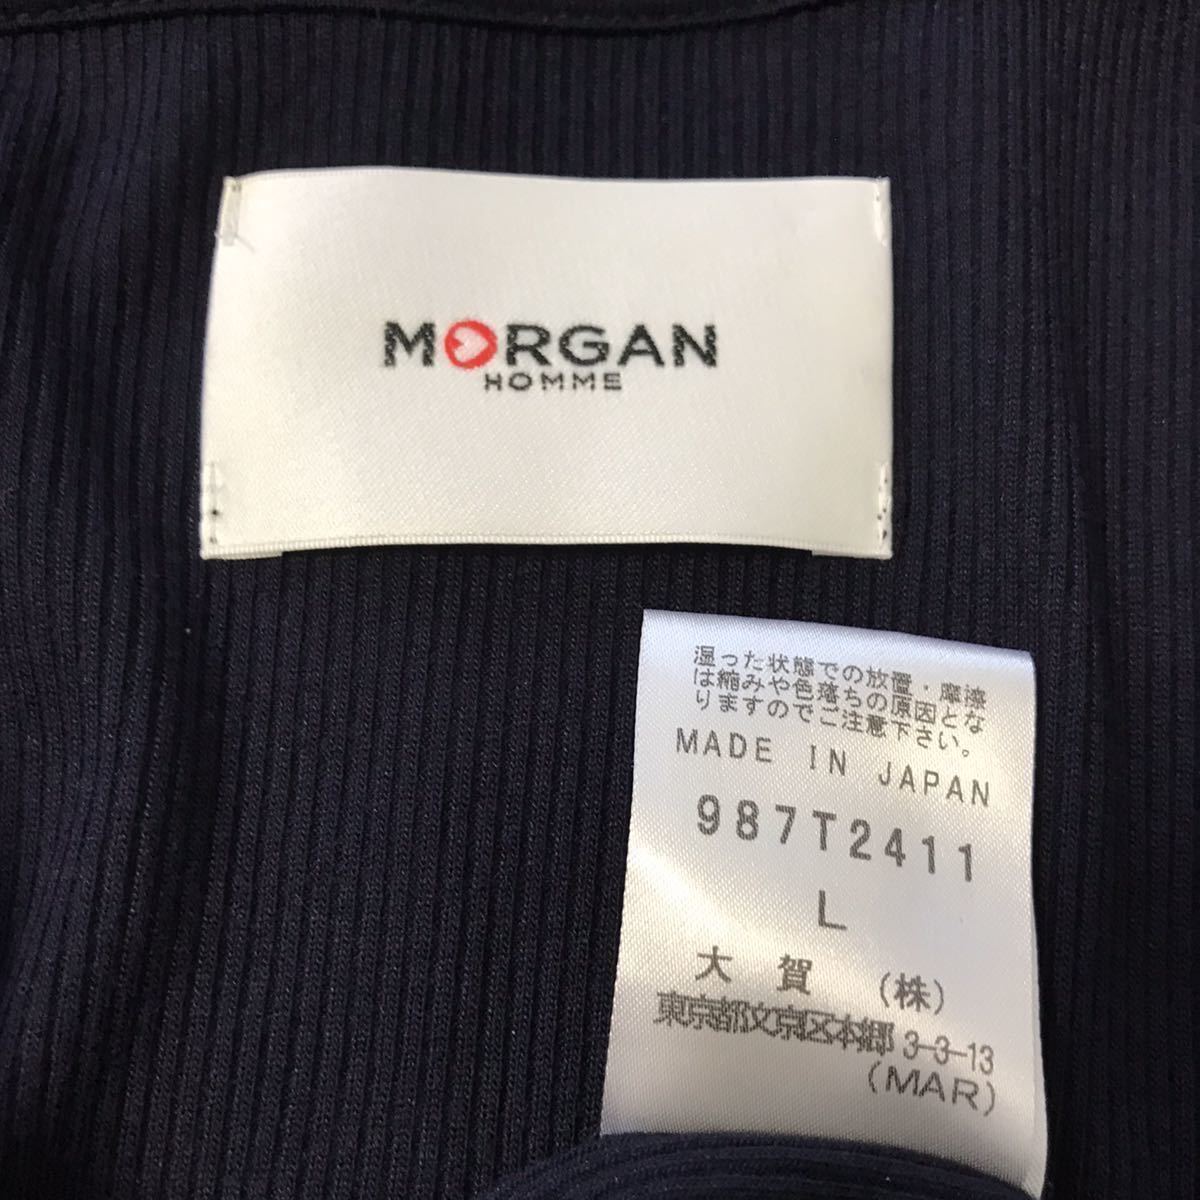 MORGAN
HOMME
湿った状態での放置・摩擦
は縮みや色落ちの原因とな
りますのでご注意下さい。
MADE IN JAPAN
987T2411
L
大賀 (株)
東京都文京区本郷 3-3-13
(MAR)